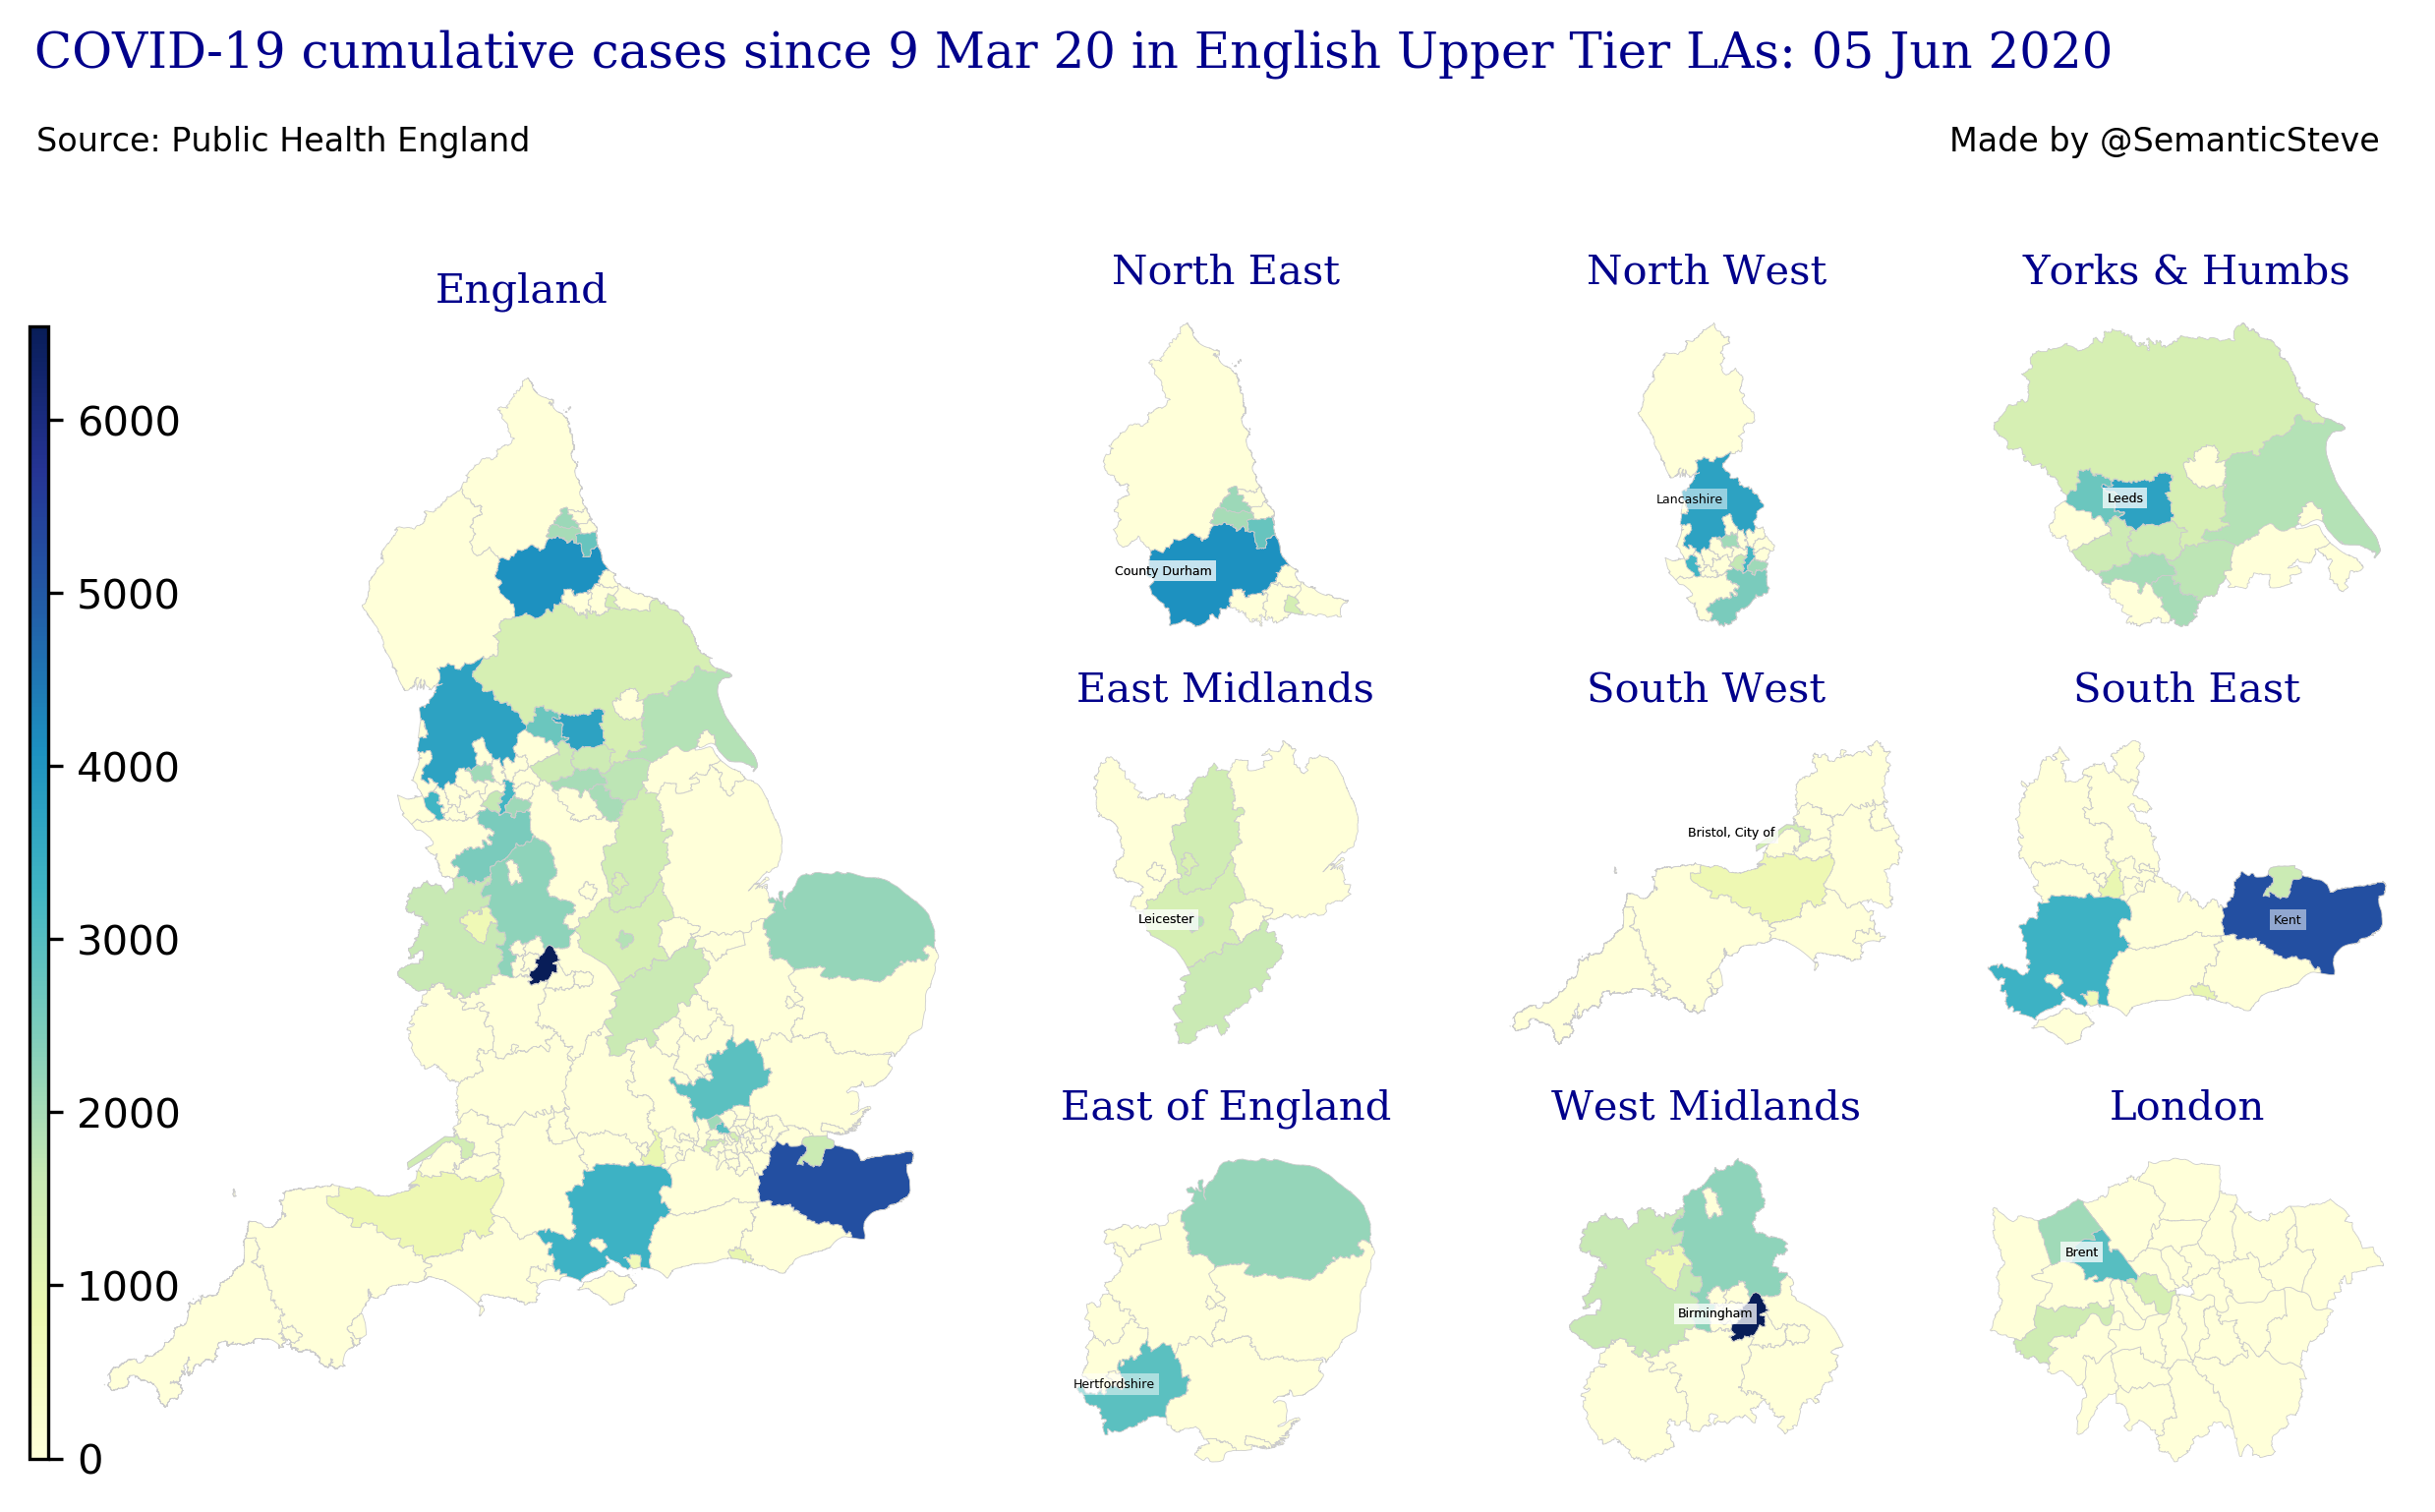 COVID-19 cumulative cases since 9 Mar 20 in English Upper Tier LAs: 05 Jun 2020
Source: Public Health England
Made by @SemanticSteve
England
6000
5000
4000
3000
2000
1000
0
North East
County Durham
North West
Lancashire
Yorks & Humbs
Leeds
East Midlands
Leicester
South West
Bristol, City of
South East
Kent
East of England
Hertfordshire
West Midlands
Birmingham
London
Brent